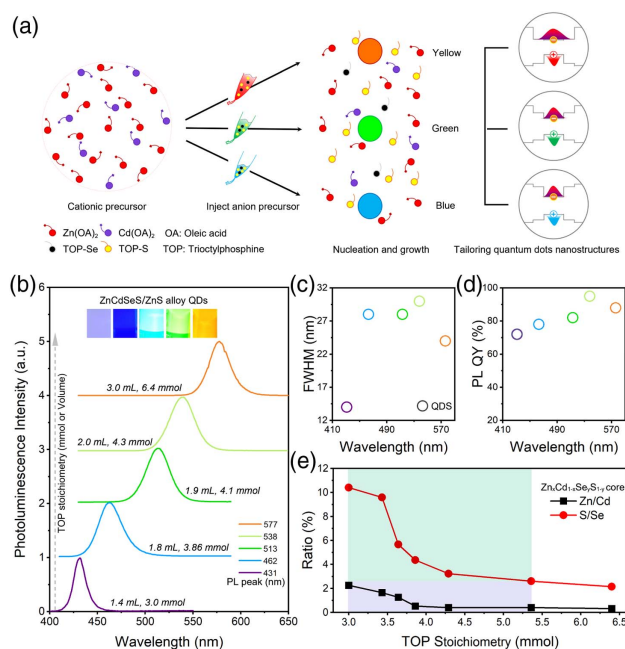 (a)
Yellow
Green
Blue
Cationic precursor
Inject anion precursor
Nucleation and growth
Tailoring quantum dots nanostructures
Zn(OA)₂
Cd(OA)₂
OA: Oleic acid
TOP-Se
TOP-S
TOP: Trioctylphosphine
(b)
ZnCdSeS/ZnS alloy QDs
Photoluminescence Intensity (a.u.)
TOP stoichiometry (mmol or Volume)
6
5
4
3
2
1
0
3.0 mL, 6.4 mmol
2.0 mL, 4.3 mmol
1.9 mL, 4.1 mmol
1.8 mL, 3.86 mmol
1.4 mL, 3.0 mmol
577
538
513
462
431
PL peak (nm)
400 450 500 550 600 650
Wavelength (nm)
(c)
FWHM (nm)
32
27
22
17
12
QDS
410 490 570
Wavelength (nm)
(d)
PL QY (%)
100
80
60
40
20
0
410 490 570
Wavelength (nm)
(e)
Ratio (%)
12
10
8
6
4
2
0
ZnₓCd₁₋ₓSeᵧS₁₋ᵧ core
Zn/Cd
S/Se
3.0 3.5 4.0 4.5 5.0 5.5 6.0 6.5
TOP Stoichiometry (mmol)